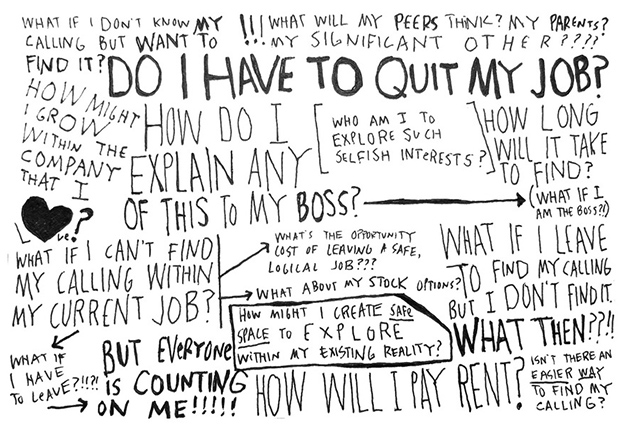 WHAT IF I DON'T KNOW MY
CALLING BUT WANT TO
FIND IT?
!!!
WHAT WILL MY PEERS THINK? MY PARENTS?
MY SIGNIFICANT OTHER????
DO I HAVE TO QUIT MY JOB?
HOW MIGHT
I GROW
WITHIN THE
COMPANY
THAT I
Love?
HOW DO I
EXPLAIN ANY
OF THIS TO MY BOSS?
WHO AM I TO
EXPLORE SUCH
SELFISH INTERESTS?
HOW LONG
WILL IT TAKE
TO FIND?
(WHAT IF I
AM THE BOSS?!)
WHAT IF I CAN'T FIND
MY CALLING WITHIN
MY CURRENT JOB?
WHAT'S THE OPPORTUNITY
COST OF LEAVING A SAFE,
LOGICAL JOB???
WHAT ABOUT MY STOCK OPTIONS?
HOW MIGHT I CREATE SAFE
SPACE TO EXPLORE
WITHIN MY EXISTING REALITY?
WHAT IF I LEAVE
TO FIND MY CALLING
BUT I DON'T FIND IT.
WHAT THEN??!!
WHAT IF
I HAVE
TO LEAVE?!!?!
BUT EVERYONE
IS COUNTING
ON ME!!!!!
HOW WILL I PAY RENT?
ISN'T THERE AN
EASIER WAY
TO FIND MY
CALLING?